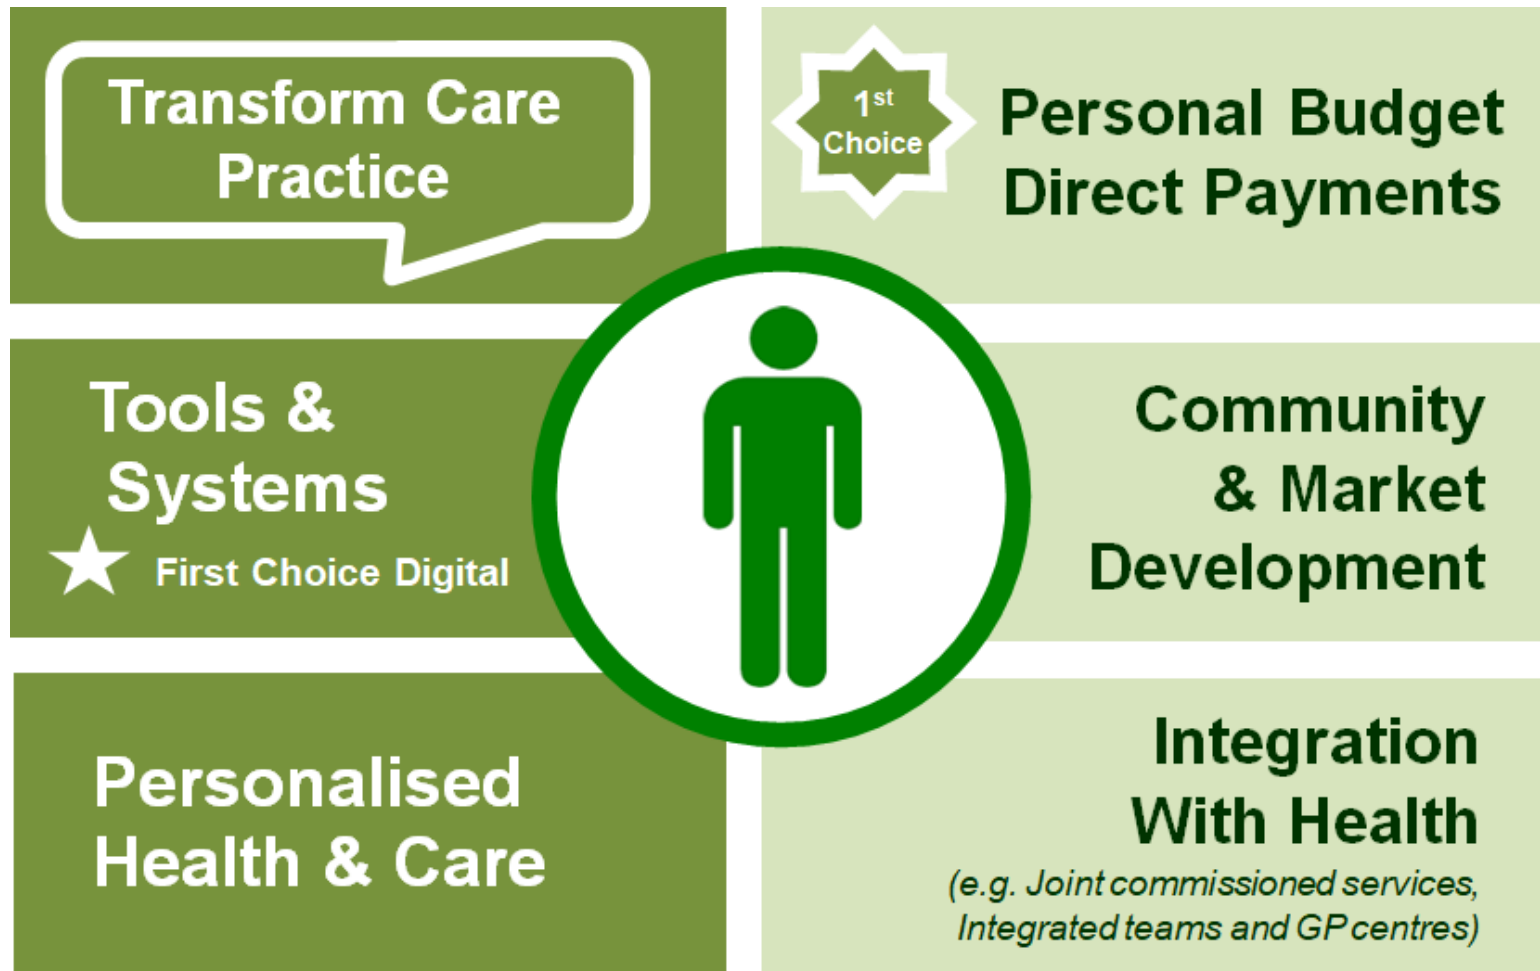 Transform Care
Practice
1st
Choice
Personal Budget
Direct Payments
Tools &
Systems
First Choice Digital
Community
& Market
Development
Personalised
Health & Care
Integration
With Health
(e.g. Joint commissioned services,
Integrated teams and GP centres)